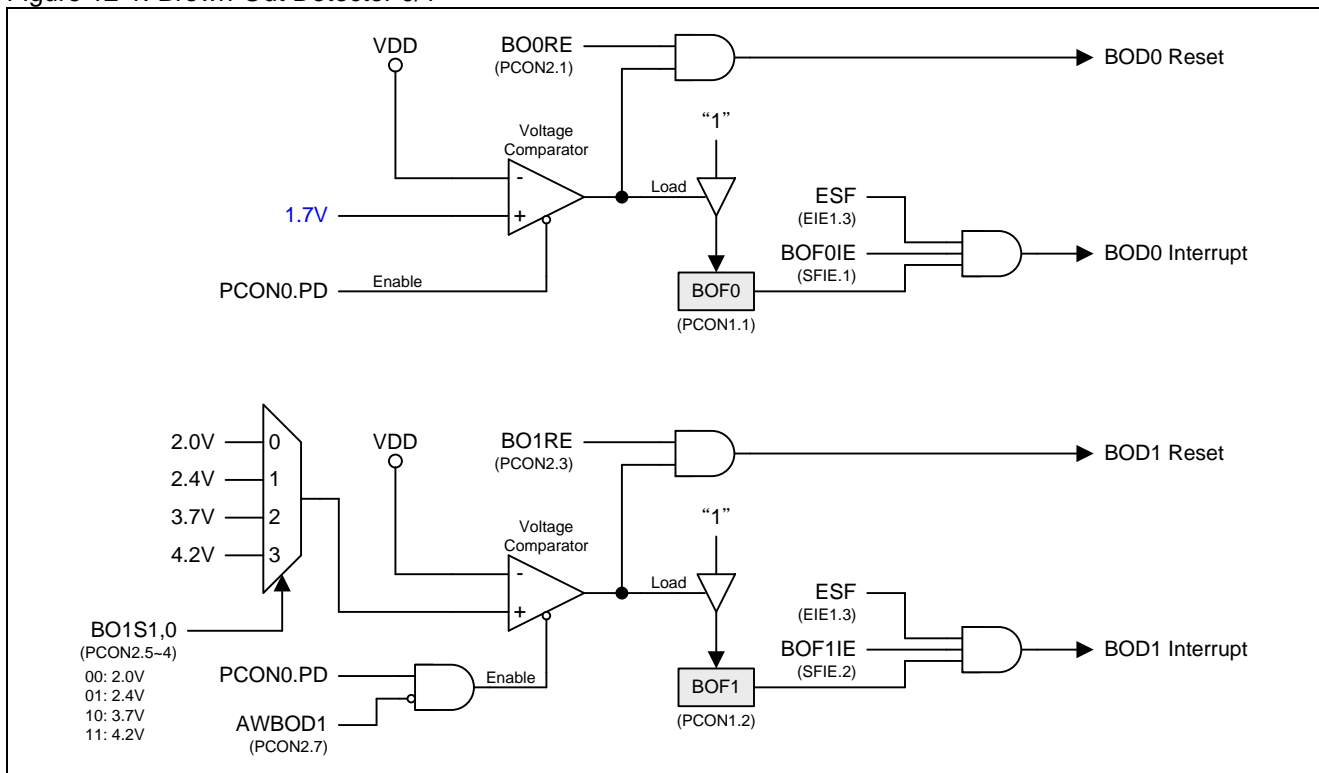 Figure 12-1. Brown-Out Detector 0/1
VDD
BO0RE
(PCON2.1)
BOD0 Reset
"1"
Voltage
Comparator
-
+
Load
1.7V
ESF
(EIE1.3)
BOF0IE
(SFIE.1)
BOD0 Interrupt
PCON0.PD
Enable
BOF0
(PCON1.1)
2.0V
0
2.4V
1
3.7V
2
4.2V
3
VDD
BO1RE
(PCON2.3)
BOD1 Reset
"1"
Voltage
Comparator
-
+
Load
BO1S1,0
(PCON2.5~4)
00: 2.0V
01: 2.4V
10: 3.7V
11: 4.2V
ESF
(EIE1.3)
BOF1IE
(SFIE.2)
BOD1 Interrupt
PCON0.PD
Enable
AWBOD1
(PCON2.7)
BOF1
(PCON1.2)